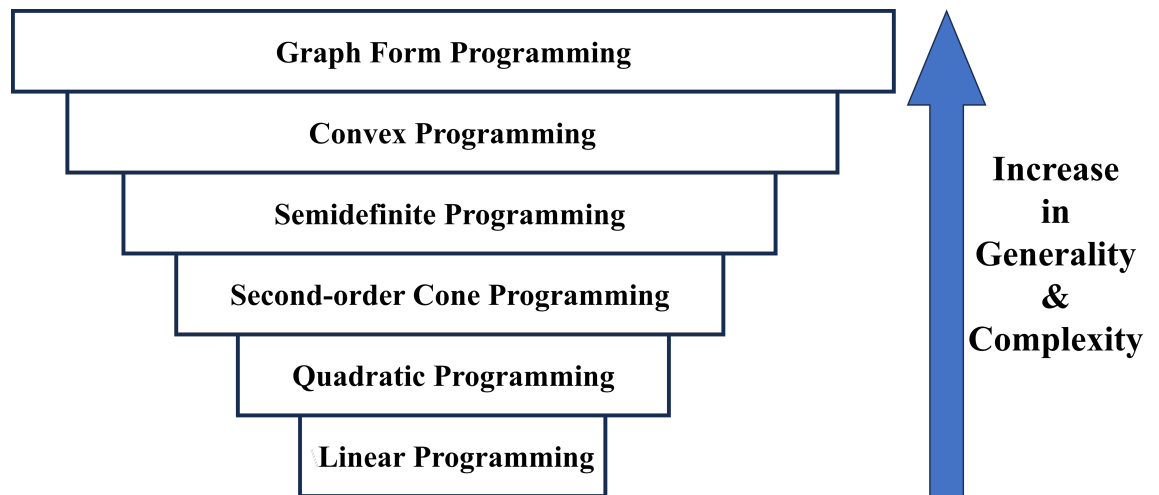 Graph Form Programming
Convex Programming
Semidefinite Programming
Second-order Cone Programming
Quadratic Programming
Linear Programming
Increase
in
Generality
&
Complexity